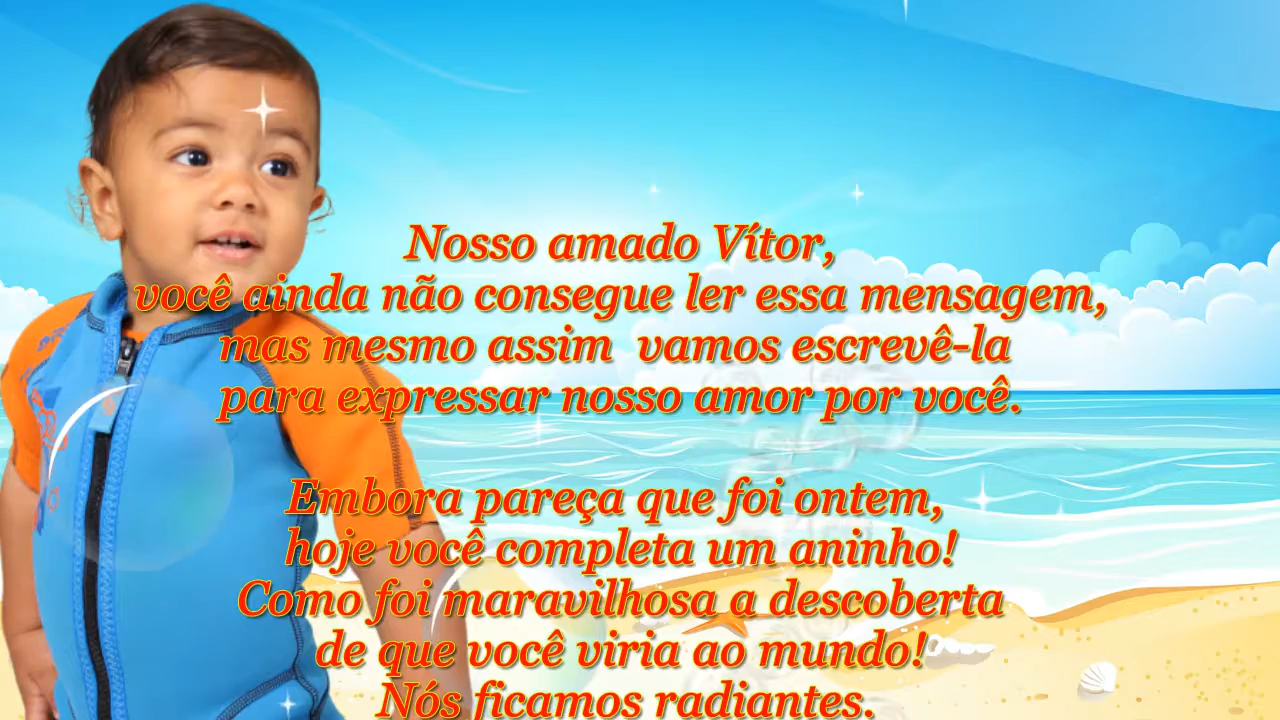 Nosso amado Vítor,
você ainda não consegue ler essa mensagem,
mas mesmo assim vamos escrevê-la
para expressar nosso amor por você.
Embora pareça que foi ontem,
hoje você completa um aninho!
Como foi maravilhosa a descoberta
de que você viria ao mundo!
Nós ficamos radiantes.